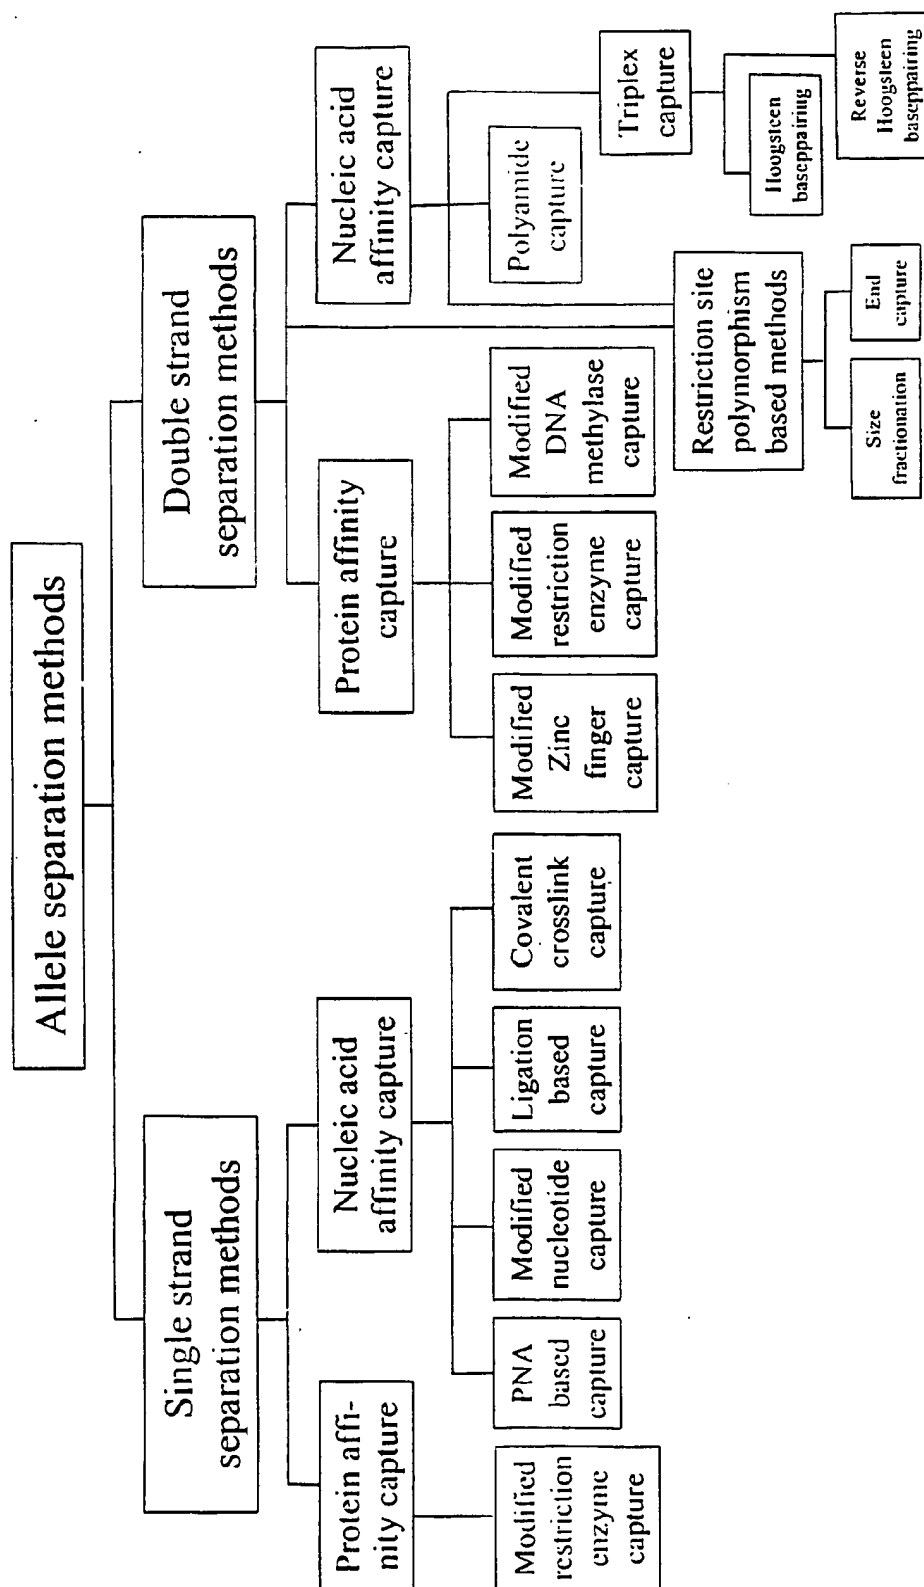 Allele separation methods
Single strand
separation methods
Double strand
separation methods
Protein affi-
nity capture
Nucleic acid
affinity capture
Protein affinity
capture
Nucleic acid
affinity capture
Modified
restriction
enzyme
capture
PNA
based
capture
Modified
nucleotide
capture
Ligation
based
capture
Covalent
crosslink
capture
Modified
Zinc
finger
capture
Modified
restriction
enzyme
capture
Modified
DNA
methylase
capture
Polyamide
capture
Triplex
capture
Restriction site
polymorphism
based methods
Hoogsteen
baseppairing
Reverse
Hoogsleen
baseppairing
Size
fractionation
End
capture